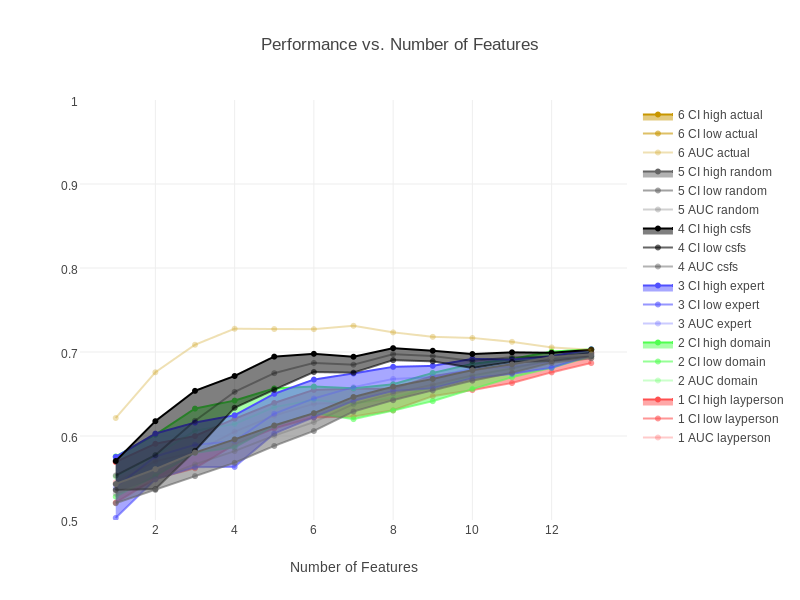 Performance vs. Number of Features
1
0.9
0.8
0.7
0.6
0.5
2
4
6
8
10
12
Number of Features
6 CI high actual
6 CI low actual
6 AUC actual
5 CI high random
5 CI low random
5 AUC random
4 CI high csfs
4 CI low csfs
4 AUC csfs
3 CI high expert
3 CI low expert
3 AUC expert
2 CI high domain
2 CI low domain
2 AUC domain
1 CI high layperson
1 CI low layperson
1 AUC layperson